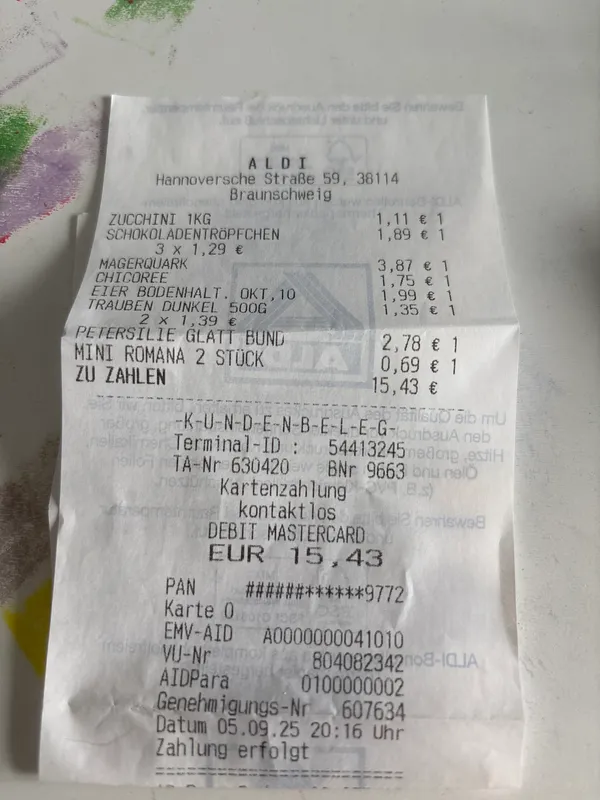 ALDI
Hannoversche Straße 59, 38114
Braunschweig
ZUCCHINI 1KG 1,11 € 1
SCHOKOLADENTRÖPFCHEN 1,89 € 1
3 x 1,29 €
MAGERQUARK 3,87 € 1
CHICOREE 1,75 € 1
EIER BODENHALT. OKT,10 1,99 € 1
TRAUBEN DUNKEL 500G 1,35 € 1
2 x 1,39 €
PETERSILIE GLATT BUND 2,78 € 1
MINI ROMANA 2 STÜCK 0,69 € 1
ZU ZAHLEN 15,43 €
-K-U-N-D-E-N-B-E-L-E-G-
Terminal-ID : 54413245
TA-Nr 630420 BNr 9663
Kartenzahlung
kontaktlos
DEBIT MASTERCARD
EUR 15,43
PAN ######******9772
Karte 0
EMV-AID A0000000041010
VU-Nr 804082342
AIDPara 0100000002
Genehmigungs-Nr 607634
Datum 05.09.25 20:16 Uhr
Zahlung erfolgt